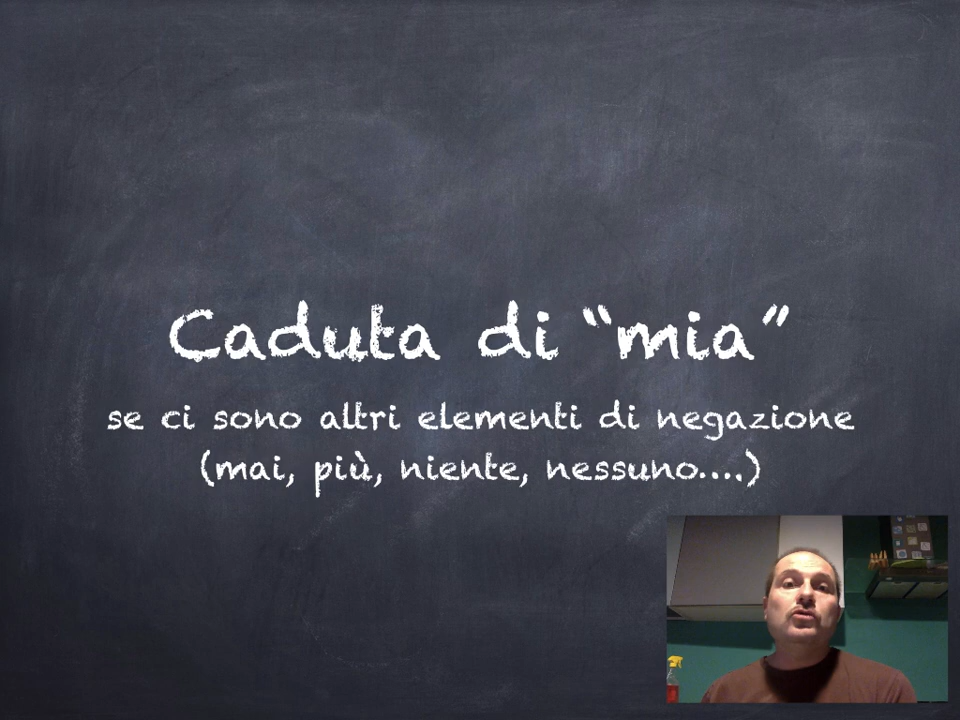 Caduta di “mia”
se ci sono altri elementi di negazione
(mai, più, niente, nessuno….)